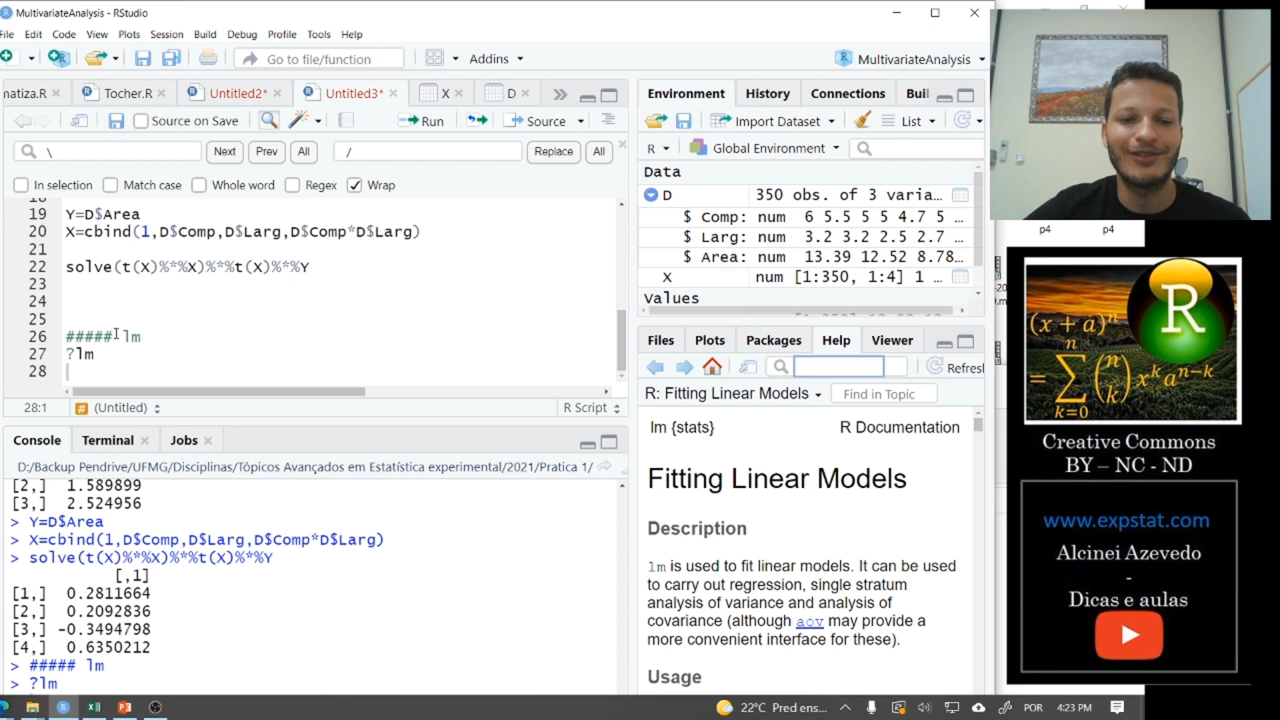 MultivariateAnalysis - RStudio
File Edit Code View Plots Session Build Debug Profile Tools Help
Go to file/function Addins MultivariateAnalysis
matiza.R Tocher.R Untitled2* Untitled3* X D
Source on Save Run Source
\ Next Prev All / Replace All
In selection Match case Whole word Regex Wrap
18
19 Y=D$Area
20 X=cbind(1,D$Comp,D$Larg,D$Comp*D$Larg)
21
22 solve(t(X)%*%X)%*%t(X)%*%Y
23
24
25
26 ##### lm
27 ?lm
28
28:1 (Untitled) R Script
Console Terminal Jobs
D:/Backup Pendrive/UFMG/Disciplinas/Tópicos Avançados em Estatística experimental/2021/Pratica 1/
[2,] 1.589899
[3,] 2.524956
> Y=D$Area
> X=cbind(1,D$Comp,D$Larg,D$Comp*D$Larg)
> solve(t(X)%*%X)%*%t(X)%*%Y
[,1]
[1,] 0.2811664
[2,] 0.2092836
[3,] -0.3494798
[4,] 0.6350212
> ##### lm
> ?lm
Environment History Connections Buil
Import Dataset List
R Global Environment
Data
D 350 obs. of 3 varia…
$ Comp: num 6 5.5 5 5 4.7 5 …
$ Larg: num 3.2 3.2 2.5 2.7 …
$ Area: num 13.39 12.52 8.78…
X num [1:350, 1:4] 1 …
Values
Files Plots Packages Help Viewer
Refresh
R: Fitting Linear Models Find in Topic
lm {stats} R Documentation
Fitting Linear Models
Description
lm is used to fit linear models. It can be used
to carry out regression, single stratum
analysis of variance and analysis of
covariance (although aov may provide a
more convenient interface for these).
Usage
p4 p4
R
(x + a)ⁿ
= ∑ₖ₌₀ⁿ (n k) xᵏaⁿ⁻ᵏ
Creative Commons
BY – NC - ND
www.expstat.com
Alcinei Azevedo
-
Dicas e aulas
22°C Pred ens... POR 4:23 PM